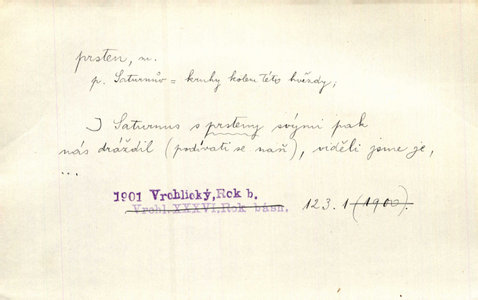 prsten, m.
p. Saturnův = kruhy kolem této hvězdy;
I Saturnus s prsteny svými pak
nás dráždil (podívati se naň), viděli jsme je,
...
1901 Vrchlický, Rok b.
Vrchl.XXXVI,Rok básn. 123.1 (1900).